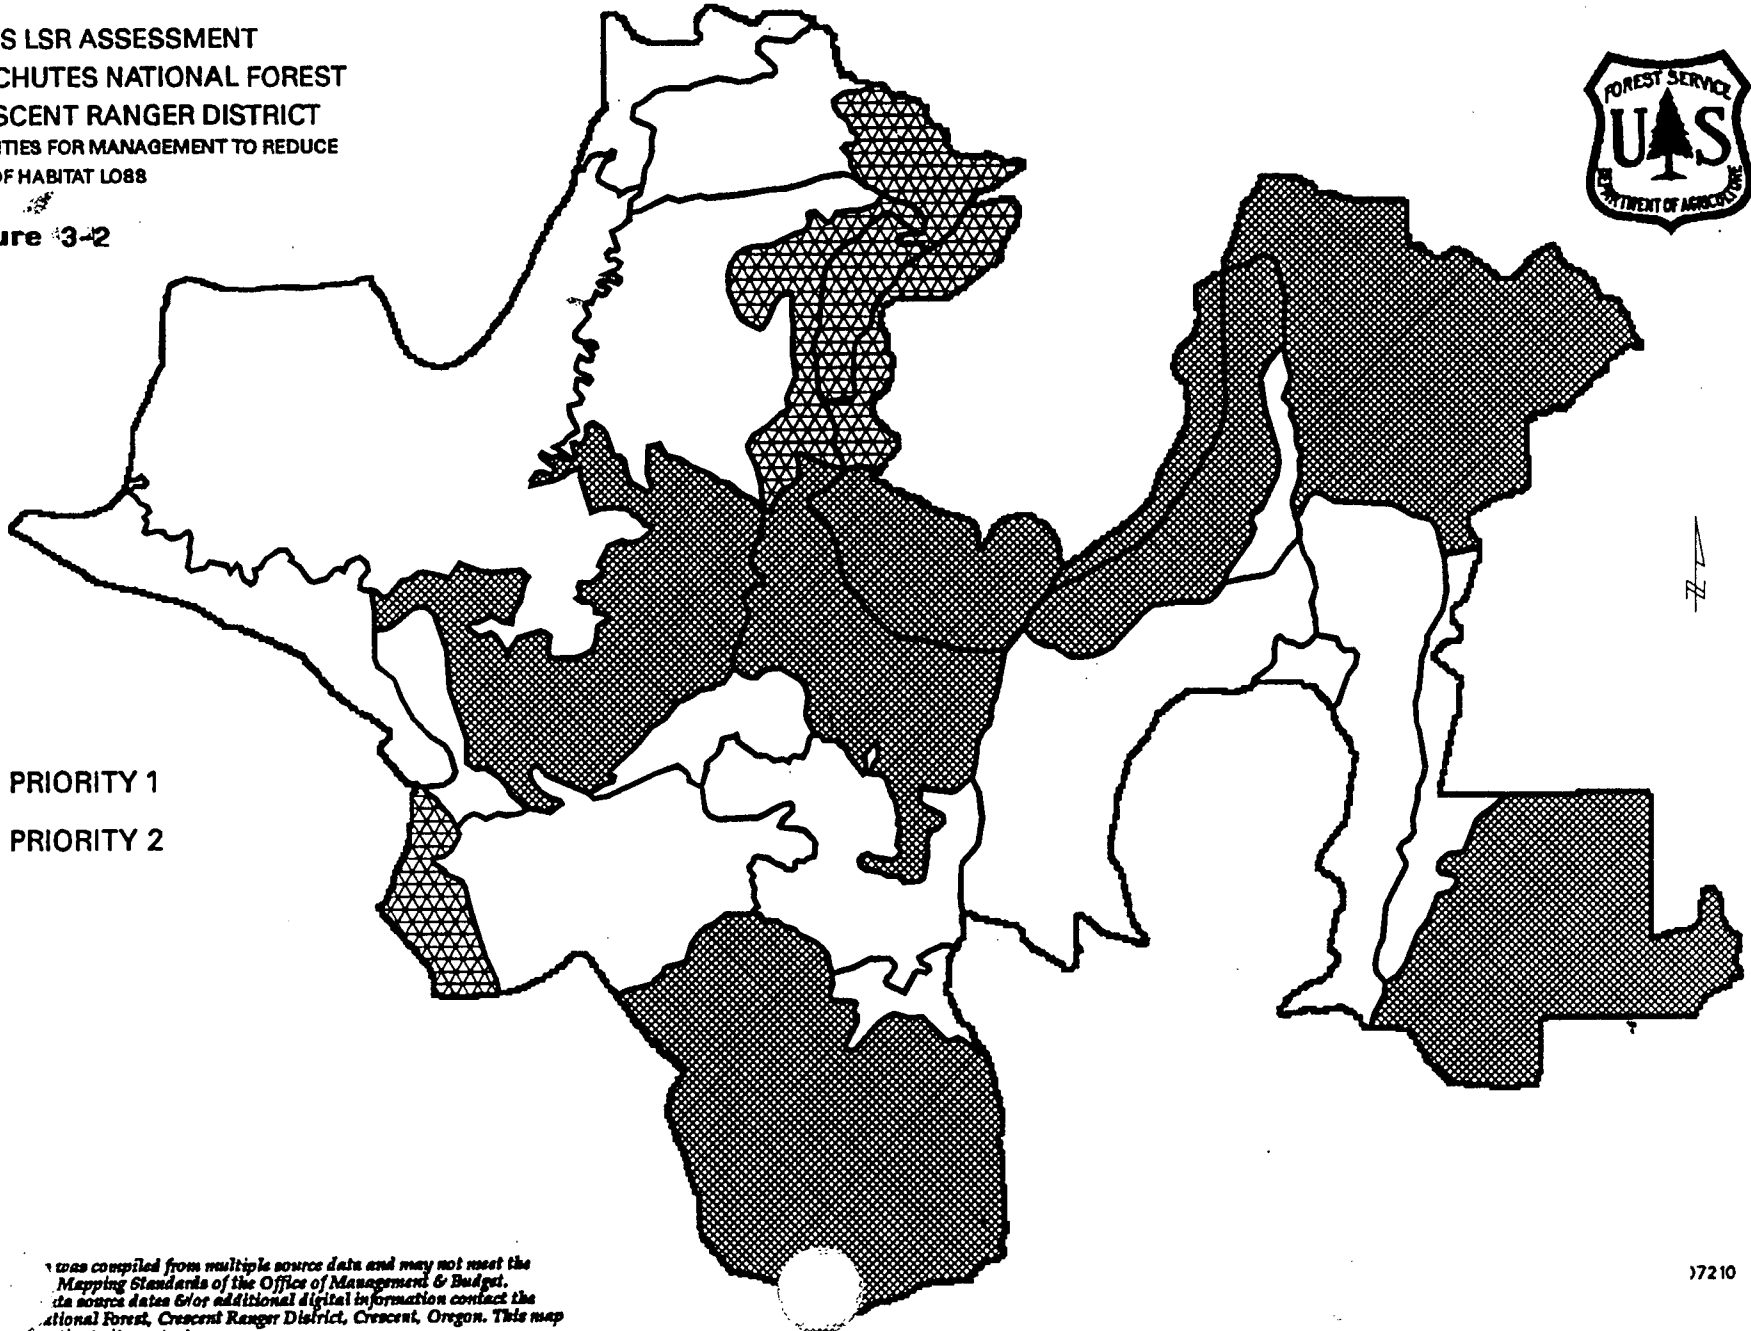 S LSR ASSESSMENT
CHUTES NATIONAL FOREST
SCENT RANGER DISTRICT
ITIES FOR MANAGEMENT TO REDUCE
OF HABITAT LOSS
ure 3-2
FOREST SERVICE
U S
DEPARTMENT OF AGRICULTURE
N
PRIORITY 1
PRIORITY 2
was compiled from multiple source data and may not meet the
Mapping Standards of the Office of Management & Budget.
source dates &/or additional digital information contact the
ational Forest, Crescent Ranger District, Crescent, Oregon. This map
)7210